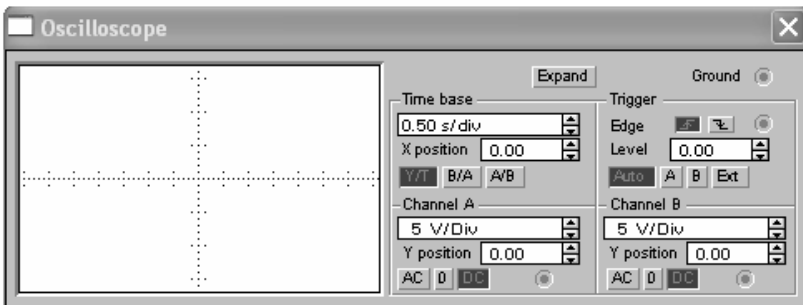 Oscilloscope
Expand
Ground
Time base
0.50 s/div
X position 0.00
Y/T B/A A/B
Trigger
Edge
Level 0.00
Auto A B Ext
Channel A
5 V/Div
Y position 0.00
AC 0 DC
Channel B
5 V/Div
Y position 0.00
AC 0 DC